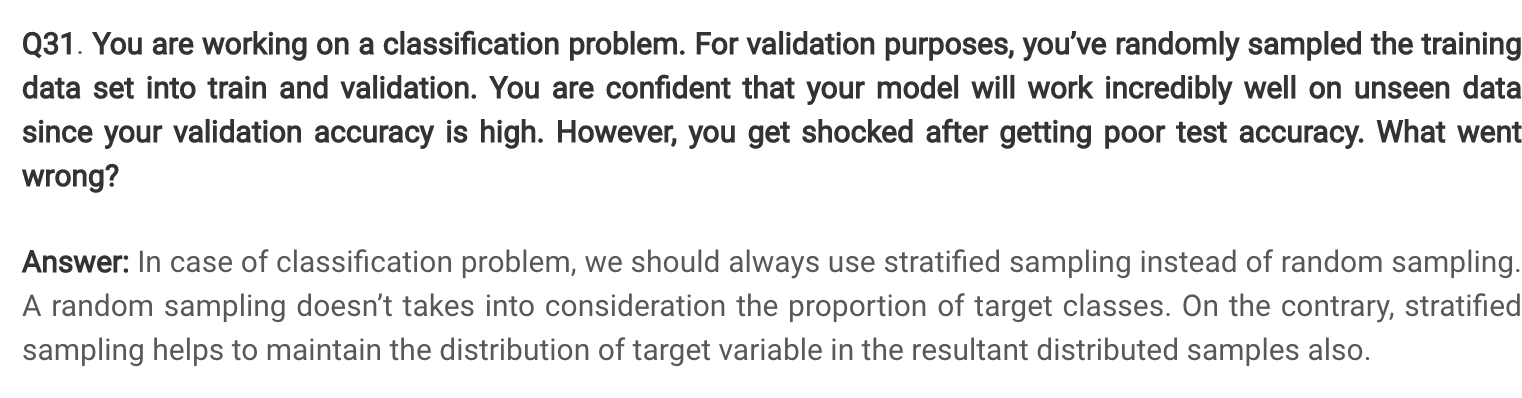 Q31. You are working on a classification problem. For validation purposes, you’ve randomly sampled the training
data set into train and validation. You are confident that your model will work incredibly well on unseen data
since your validation accuracy is high. However, you get shocked after getting poor test accuracy. What went
wrong?
Answer: In case of classification problem, we should always use stratified sampling instead of random sampling.
A random sampling doesn’t takes into consideration the proportion of target classes. On the contrary, stratified
sampling helps to maintain the distribution of target variable in the resultant distributed samples also.